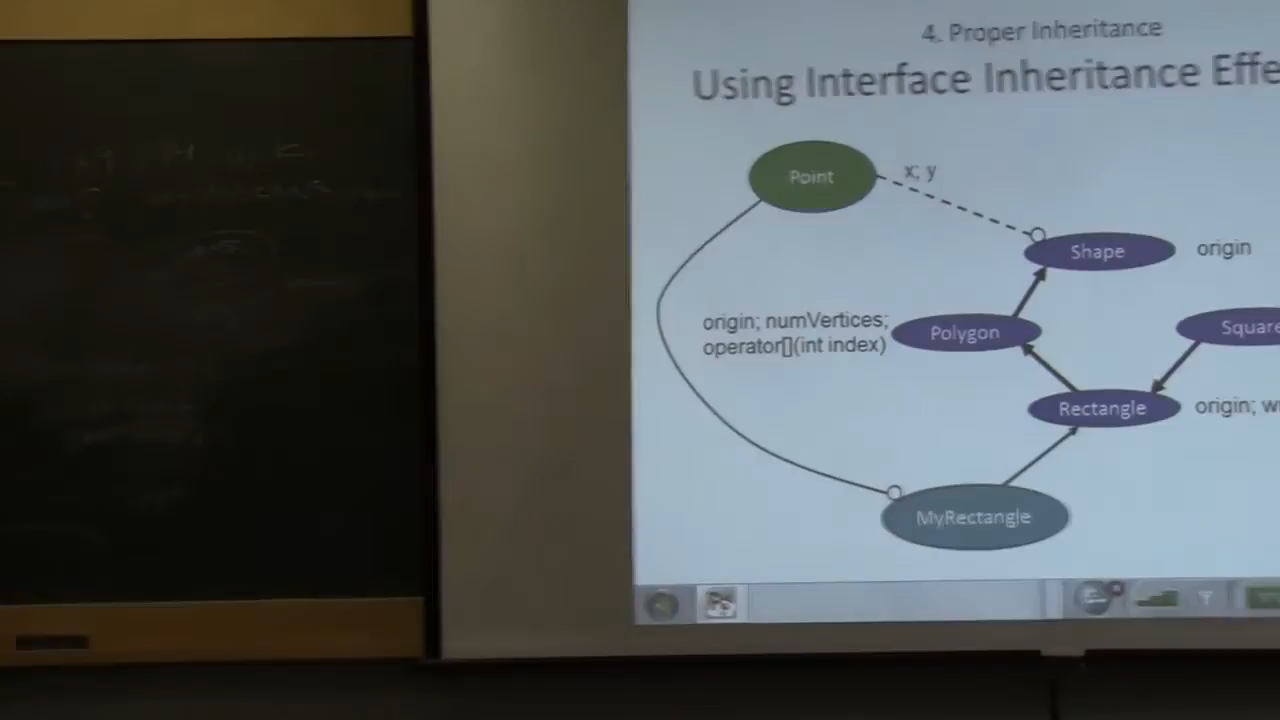 4. Proper Inheritance
Using Interface Inheritance Effe
Point
x; y
Shape
origin
origin; numVertices;
operator[](int index)
Polygon
Square
Rectangle
origin; w
MyRectangle